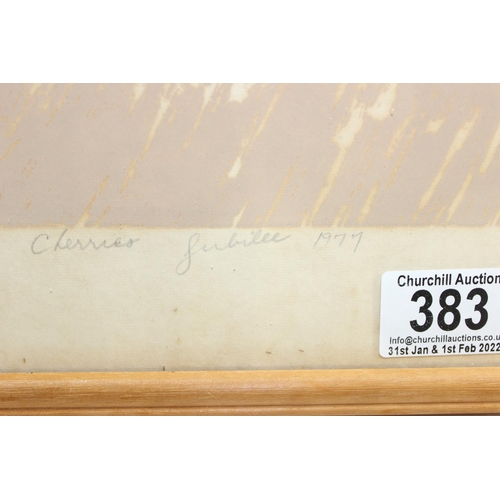 Cherries Jubilee 1977
Churchill Auction
383
Info@churchillauctions.co.u
31st Jan & 1st Feb 2022